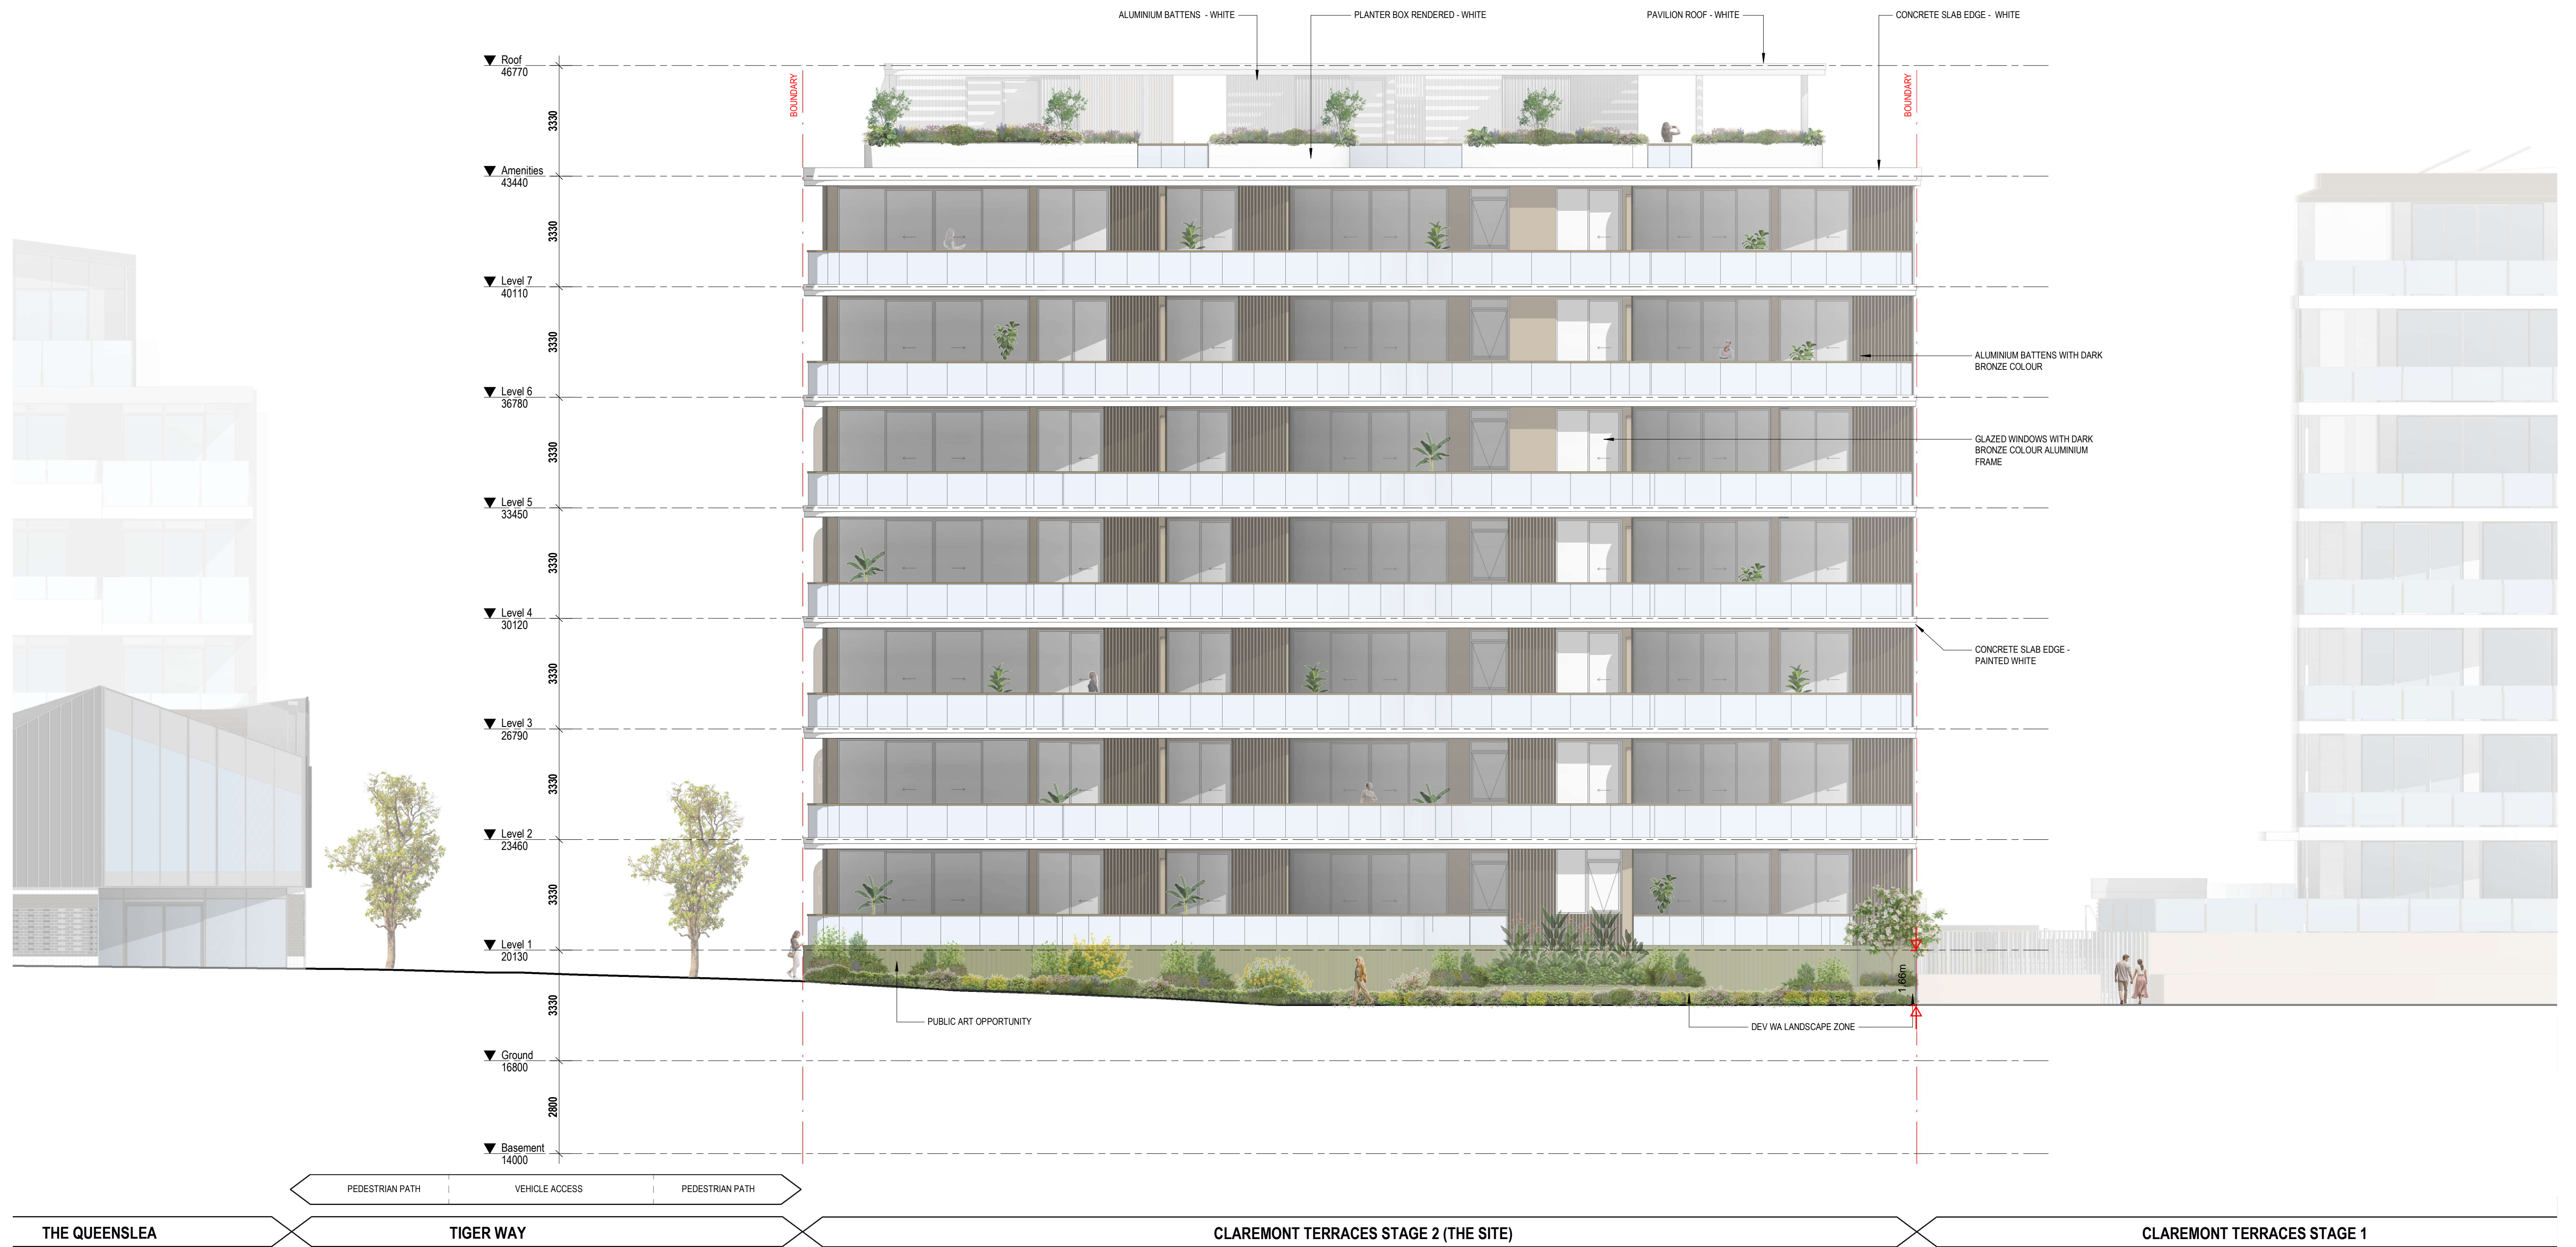 ALUMINIUM BATTENS - WHITE
PLANTER BOX RENDERED - WHITE
PAVILION ROOF - WHITE
CONCRETE SLAB EDGE - WHITE
Roof
46770
BOUNDARY
BOUNDARY
3330
Amenities
43440
3330
Level 7
40110
3330
ALUMINIUM BATTENS WITH DARK
BRONZE COLOUR
Level 6
36780
3330
GLAZED WINDOWS WITH DARK
BRONZE COLOUR ALUMINIUM
FRAME
Level 5
33450
3330
Level 4
30120
3330
CONCRETE SLAB EDGE -
PAINTED WHITE
Level 3
26790
3330
Level 2
23460
3330
Level 1
20130
3330
1.66m
PUBLIC ART OPPORTUNITY
DEV WA LANDSCAPE ZONE
Ground
16800
2800
Basement
14000
PEDESTRIAN PATH
VEHICLE ACCESS
PEDESTRIAN PATH
THE QUEENSLEA
TIGER WAY
CLAREMONT TERRACES STAGE 2 (THE SITE)
CLAREMONT TERRACES STAGE 1